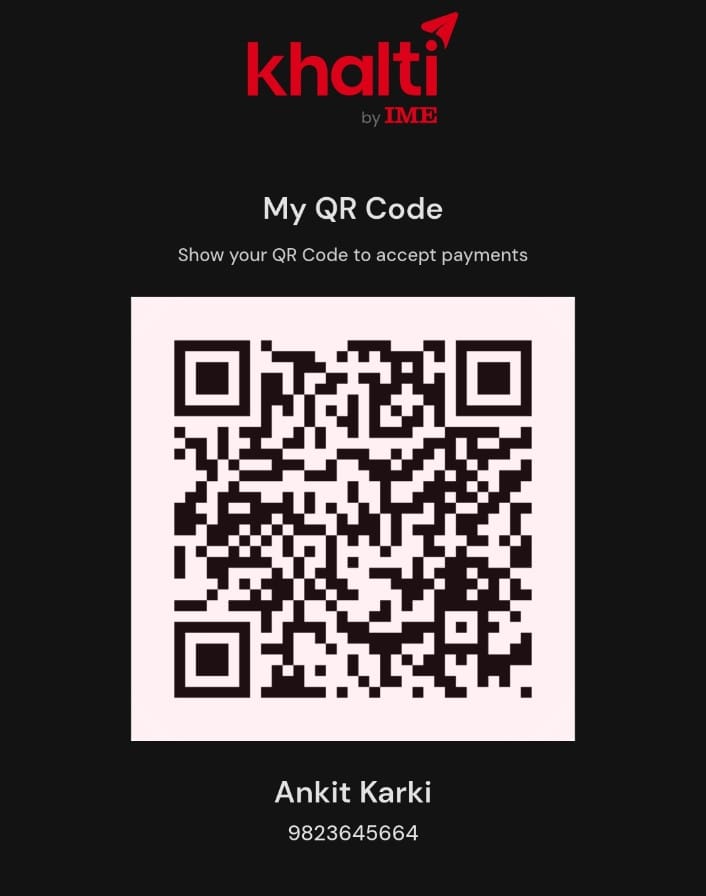 khalti
by IME
My QR Code
Show your QR Code to accept payments
Ankit Karki
9823645664